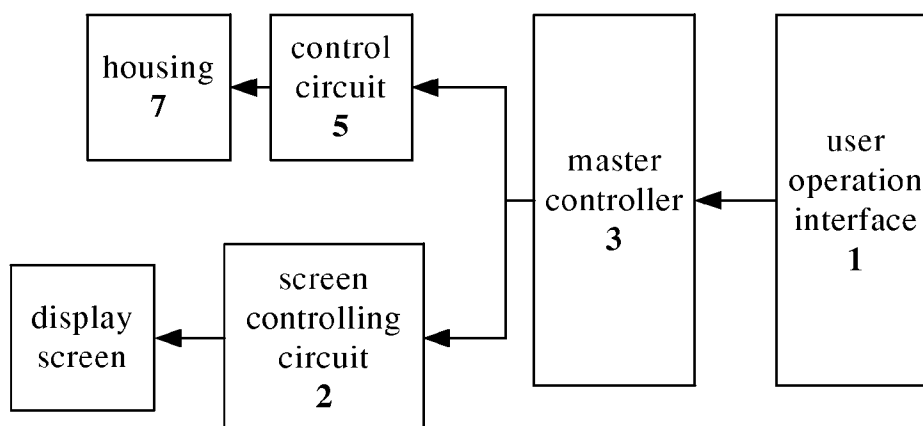 housing
7
control
circuit
5
master
controller
3
user
operation
interface
1
display
screen
screen
controlling
circuit
2